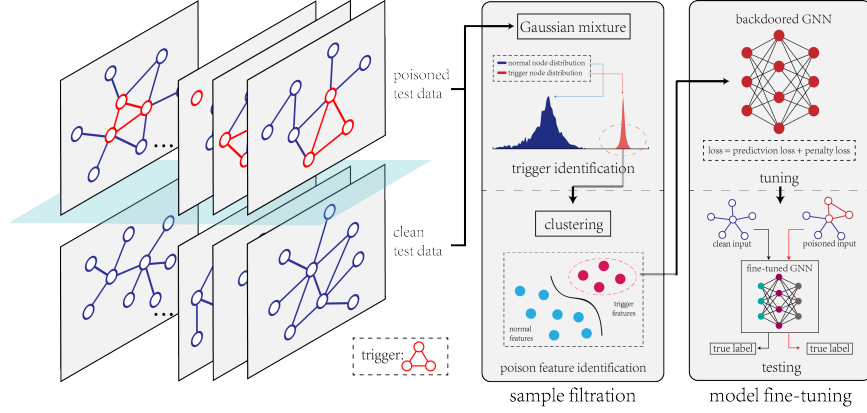 poisoned
test data
clean
test data
trigger:
Gaussian mixture
normal node distribution
trigger node distribution
trigger identification
clustering
trigger
features
normal
features
poison feature identification
sample filtration
backdoored GNN
loss = predictvion loss + penalty loss
tuning
clean input
poisoned input
fine-tuned GNN
true label
true label
testing
model fine-tuning